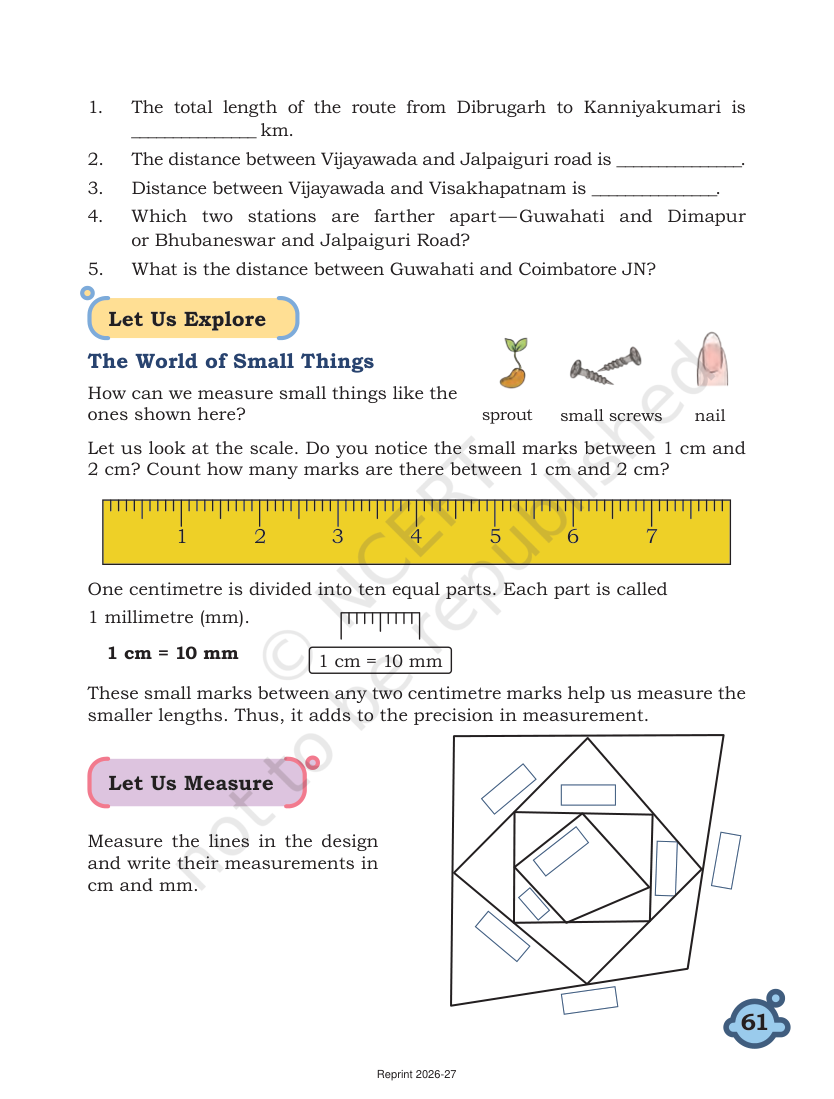 1. The total length of the route from Dibrugarh to Kanniyakumari is
_______________ km.
2. The distance between Vijayawada and Jalpaiguri road is _______________.
3. Distance between Vijayawada and Visakhapatnam is _______________.
4. Which two stations are farther apart—Guwahati and Dimapur
or Bhubaneswar and Jalpaiguri Road?
5. What is the distance between Guwahati and Coimbatore JN?
Let Us Explore
The World of Small Things
How can we measure small things like the
ones shown here?
sprout small screws nail
Let us look at the scale. Do you notice the small marks between 1 cm and
2 cm? Count how many marks are there between 1 cm and 2 cm?
1 2 3 4 5 6 7
One centimetre is divided into ten equal parts. Each part is called
1 millimetre (mm).
1 cm = 10 mm
1 cm = 10 mm
These small marks between any two centimetre marks help us measure the
smaller lengths. Thus, it adds to the precision in measurement.
Let Us Measure
Measure the lines in the design
and write their measurements in
cm and mm.
61
Reprint 2026-27
© NCERT
not to be republished